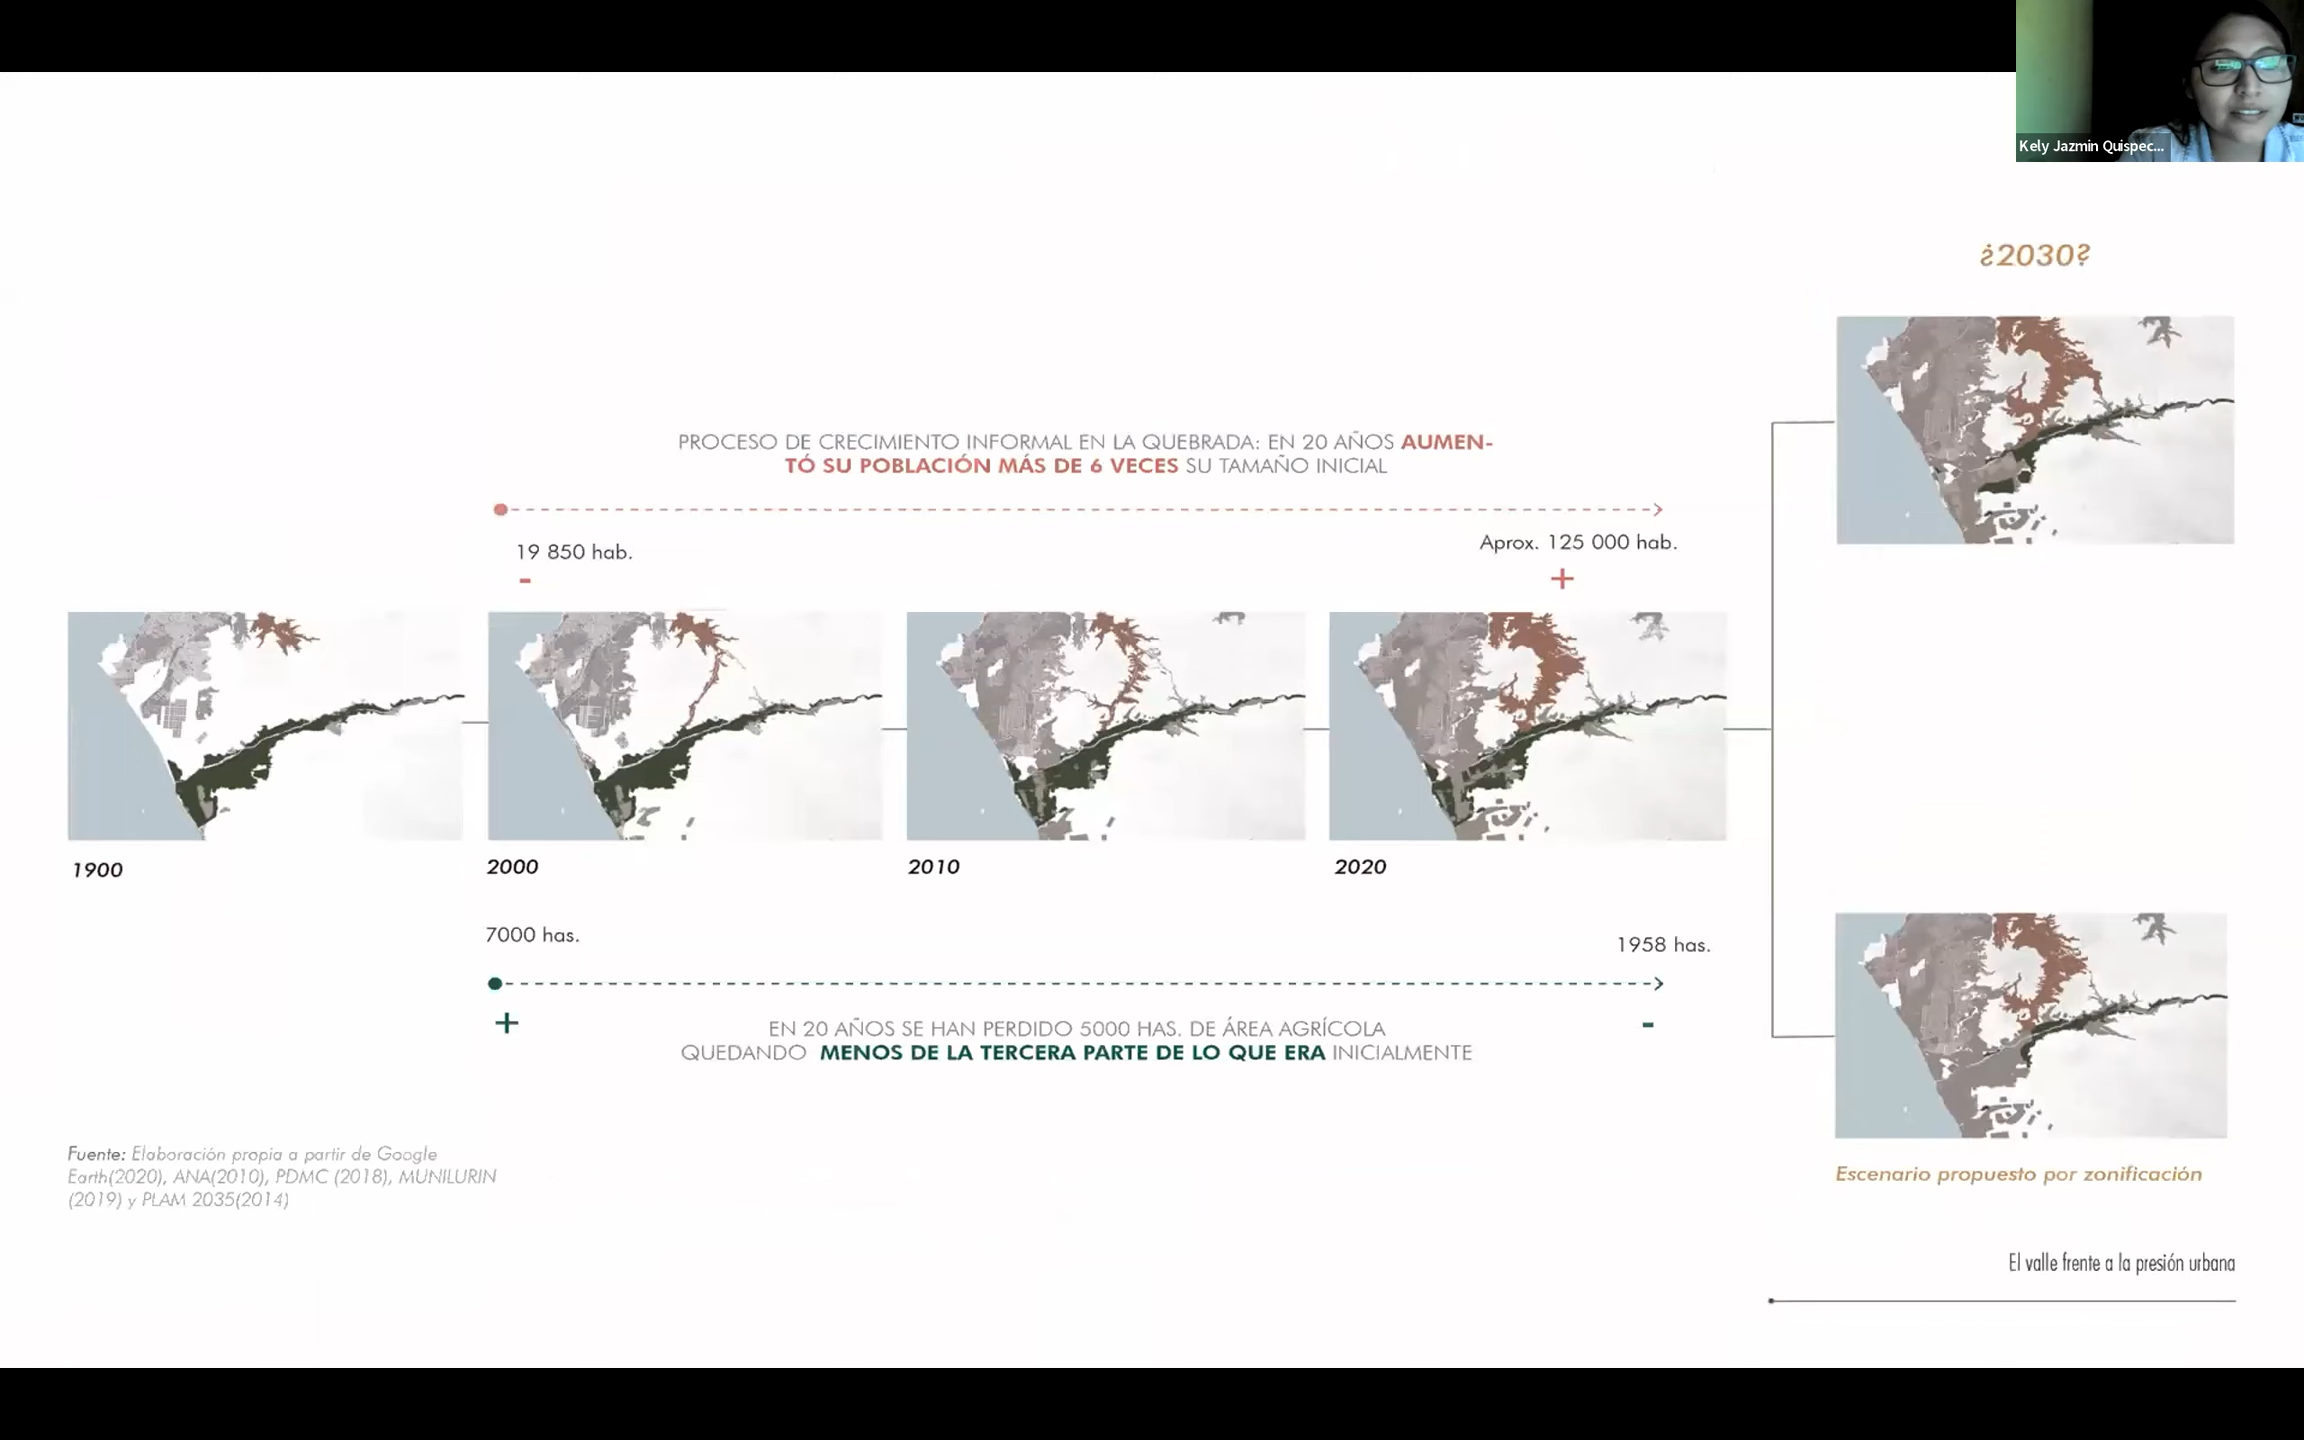 Kely Jazmin Quispec...
¿2030?
PROCESO DE CRECIMIENTO INFORMAL EN LA QUEBRADA: EN 20 AÑOS AUMEN-
TÓ SU POBLACIÓN MÁS DE 6 VECES SU TAMAÑO INICIAL
19 850 hab.
Aprox. 125 000 hab.
-
+
1900
2000
2010
2020
7000 has.
1958 has.
+
-
EN 20 AÑOS SE HAN PERDIDO 5000 HAS. DE ÁREA AGRÍCOLA
QUEDANDO MENOS DE LA TERCERA PARTE DE LO QUE ERA INICIALMENTE
Fuente: Elaboración propia a partir de Google
Earth(2020), ANA(2010), PDMC (2018), MUNILURIN
(2019) y PLAM 2035(2014)
Escenario propuesto por zonificación
El valle frente a la presión urbana